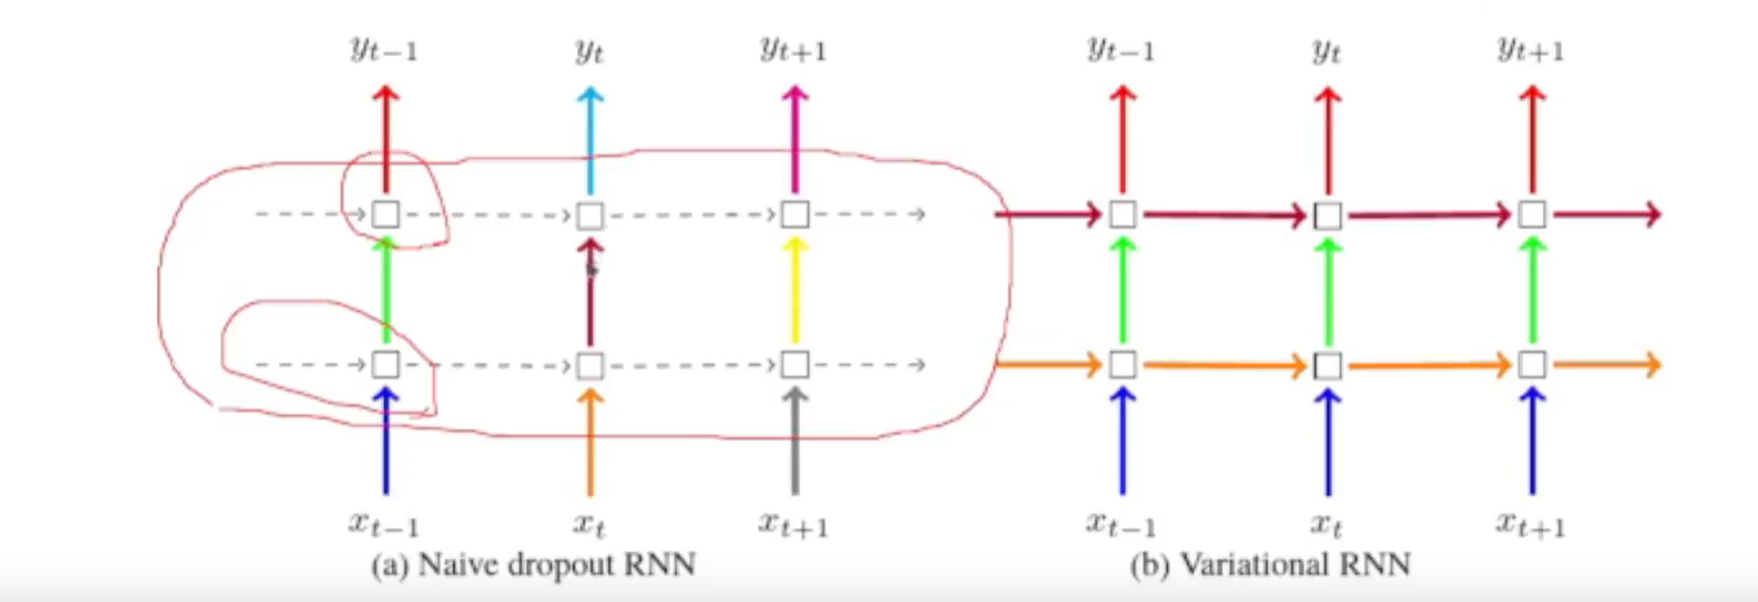 y_{t−1} y_t y_{t+1} y_{t−1} y_t y_{t+1}
x_{t−1} x_t x_{t+1} x_{t−1} x_t x_{t+1}
(a) Naive dropout RNN (b) Variational RNN